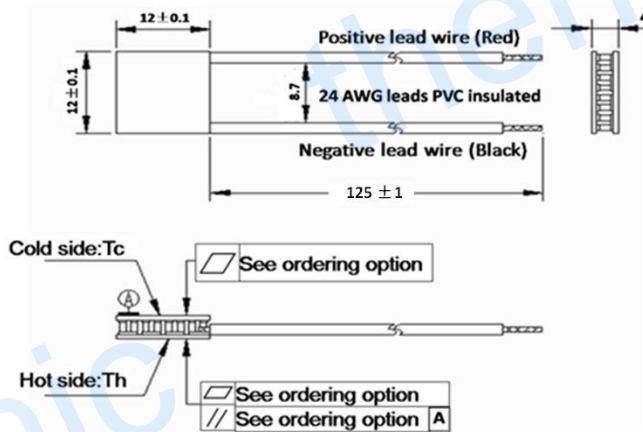 12±0.1
Positive lead wire (Red)
12±0.1
8.7
24 AWG leads PVC insulated
Negative lead wire (Black)
125 ±1
Cold side:Tc
See ordering option
A
Hot side:Th
See ordering option
// See ordering option A